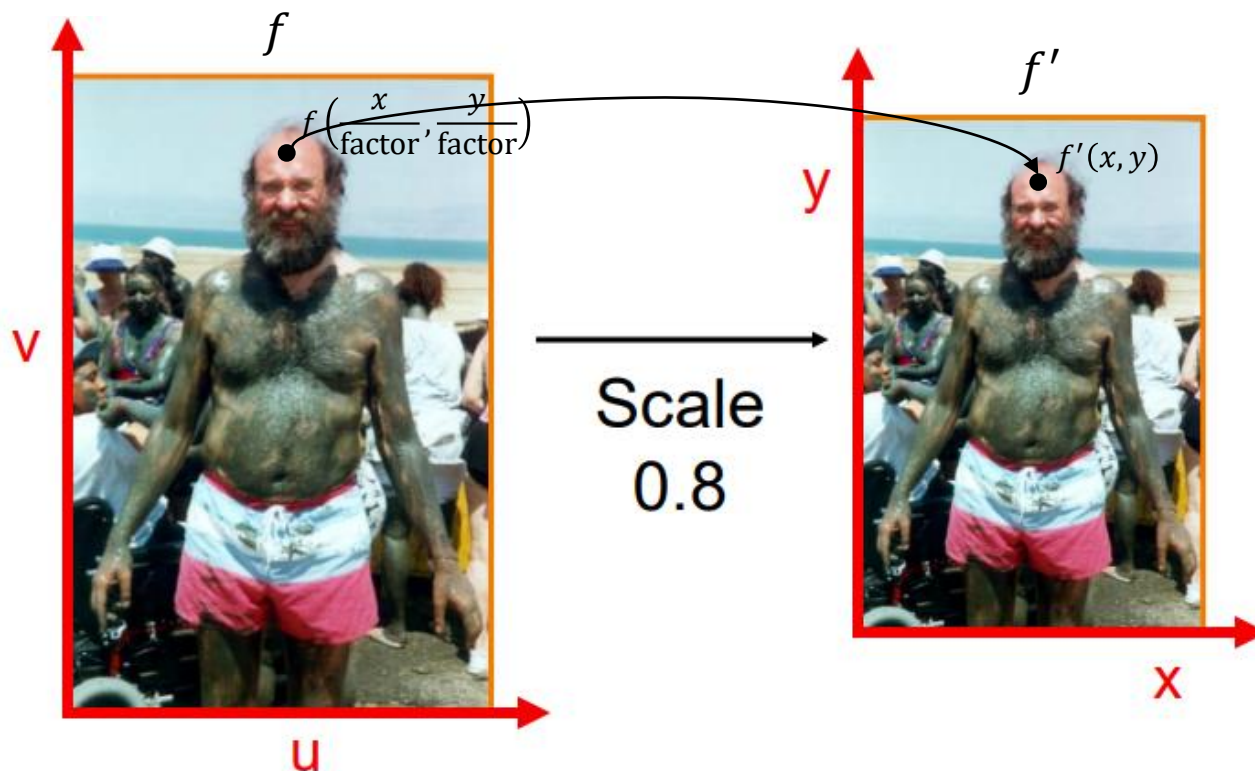 f
f'
f(x/factor, y/factor)
f'(x, y)
y
v
Scale
0.8
x
u